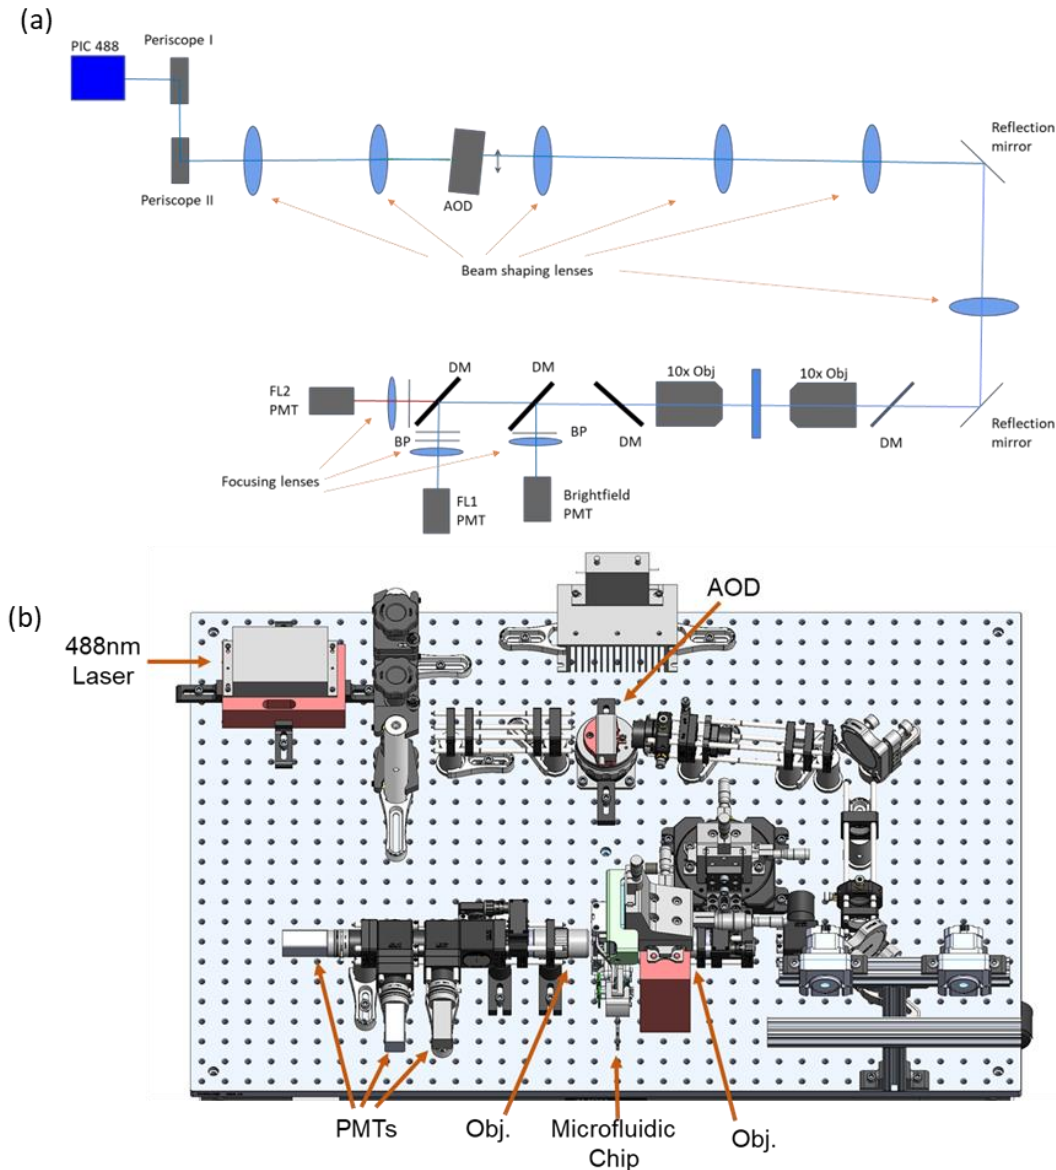 (a)
PIC 488
Periscope I
Periscope II
AOD
Reflection
mirror
Beam shaping lenses
FL2
PMT
DM
DM
10x Obj
10x Obj
BP
BP
DM
DM
Reflection
mirror
Focusing lenses
FL1
PMT
Brightfield
PMT
(b)
AOD
488nm
Laser
PMTs
Obj.
Microfluidic
Chip
Obj.